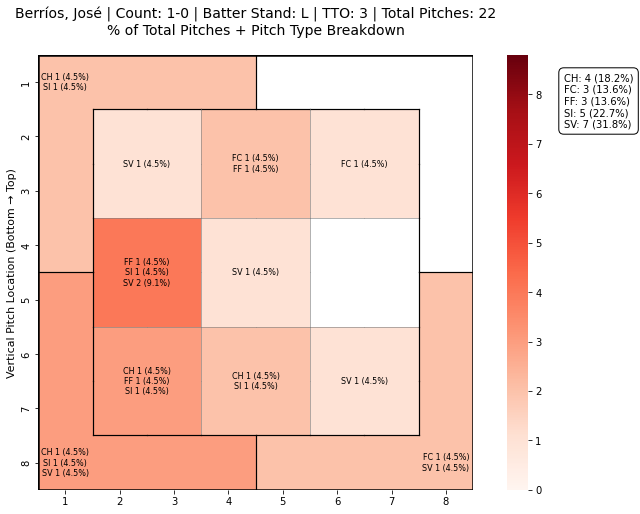 Berríos, José | Count: 1-0 | Batter Stand: L | TTO: 3 | Total Pitches: 22
% of Total Pitches + Pitch Type Breakdown
CH: 4 (18.2%)
FC: 3 (13.6%)
FF: 3 (13.6%)
SI: 5 (22.7%)
SV: 7 (31.8%)
Vertical Pitch Location (Bottom → Top)
1
2
3
4
5
6
7
8
CH 1 (4.5%)
SI 1 (4.5%)
SV 1 (4.5%)
FC 1 (4.5%)
FF 1 (4.5%)
FC 1 (4.5%)
FF 1 (4.5%)
SI 1 (4.5%)
SV 2 (9.1%)
SV 1 (4.5%)
CH 1 (4.5%)
FF 1 (4.5%)
SI 1 (4.5%)
CH 1 (4.5%)
SI 1 (4.5%)
SV 1 (4.5%)
CH 1 (4.5%)
SI 1 (4.5%)
SV 1 (4.5%)
FC 1 (4.5%)
SV 1 (4.5%)
1
2
3
4
5
6
7
8
8
7
6
5
4
3
2
1
0